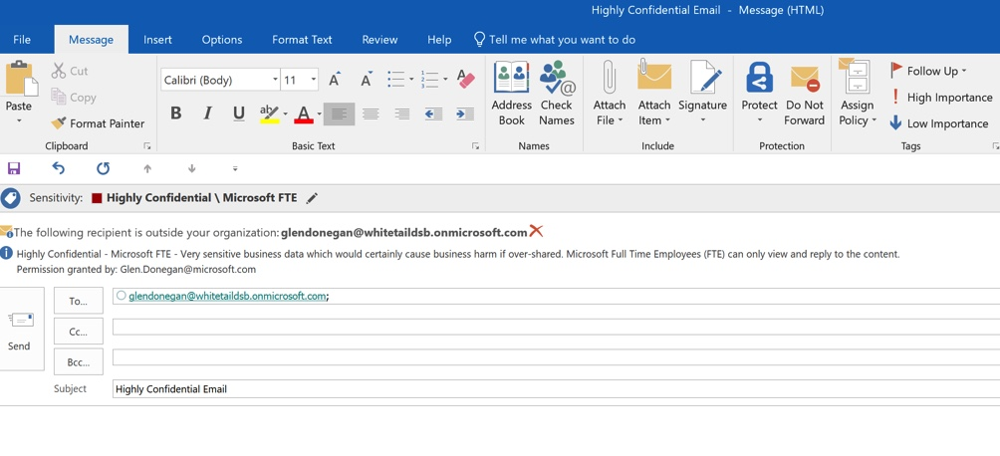 Highly Confidential Email - Message (HTML)
File Message Insert Options Format Text Review Help Tell me what you want to do
Paste
Cut
Copy
Format Painter
Clipboard
Calibri (Body) 11 A A
B I U ab A
Basic Text
Address Book
Check Names
Names
Attach File
Attach Item
Signature
Include
Protect
Do Not Forward
Protection
Assign Policy
Follow Up
High Importance
Low Importance
Tags
Sensitivity: Highly Confidential \ Microsoft FTE
The following recipient is outside your organization: glendonegan@whitetaildsb.onmicrosoft.com
Highly Confidential - Microsoft FTE - Very sensitive business data which would certainly cause business harm if over-shared. Microsoft Full Time Employees (FTE) can only view and reply to the content.
Permission granted by: Glen.Donegan@microsoft.com
Send
To... glendonegan@whitetaildsb.onmicrosoft.com;
Cc...
Bcc...
Subject Highly Confidential Email